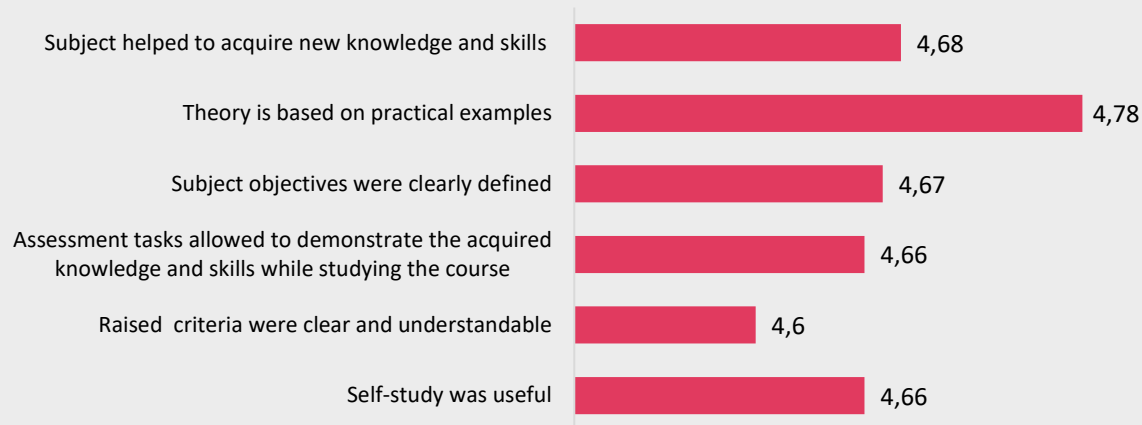 Subject helped to acquire new knowledge and skills
4,68
Theory is based on practical examples
4,78
Subject objectives were clearly defined
4,67
Assessment tasks allowed to demonstrate the acquired
knowledge and skills while studying the course
4,66
Raised criteria were clear and understandable
4,6
Self-study was useful
4,66